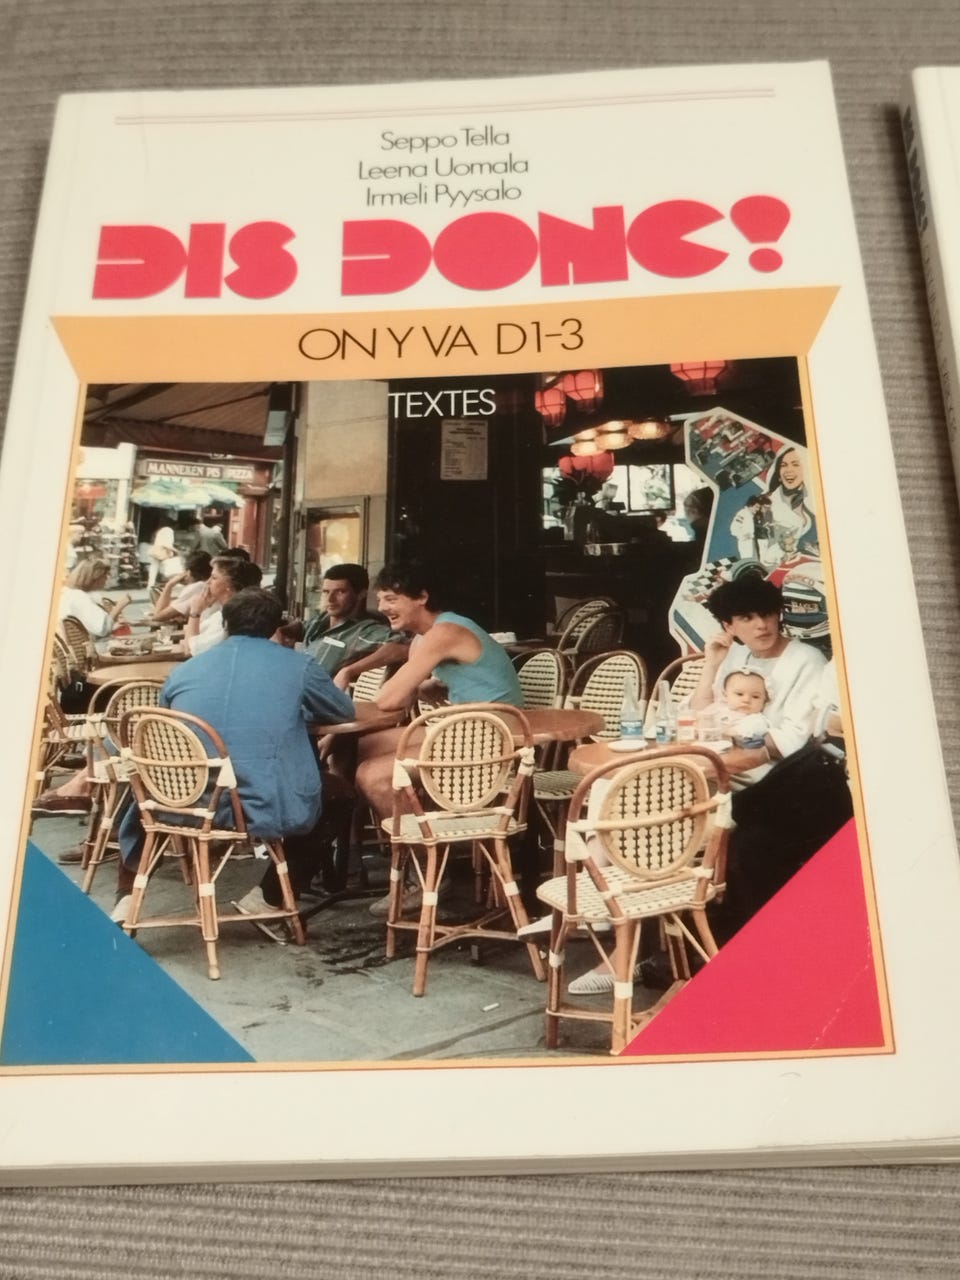 Seppo Tella
Leena Uomala
Irmeli Pyysalo
DIS DONC!
ON Y VA D1-3
TEXTES
MANNEKEN PIS PIZZA